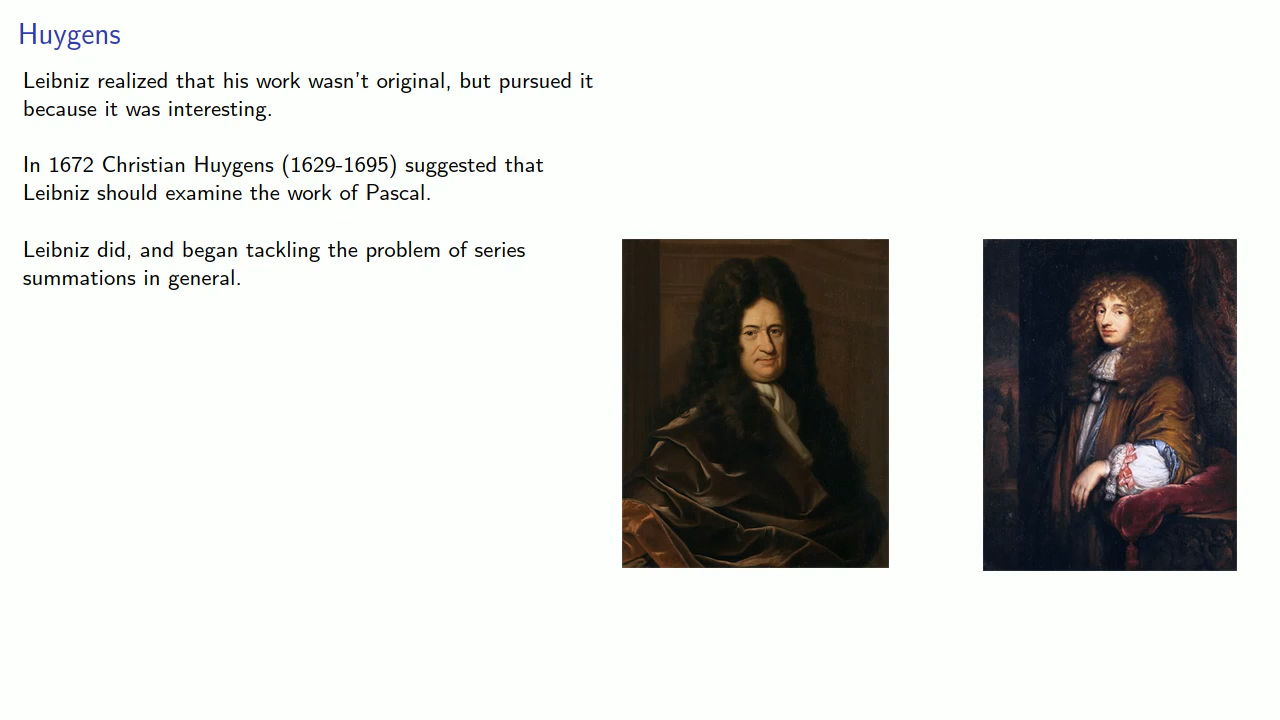 Huygens
Leibniz realized that his work wasn't original, but pursued it
because it was interesting.
In 1672 Christian Huygens (1629-1695) suggested that
Leibniz should examine the work of Pascal.
Leibniz did, and began tackling the problem of series
summations in general.